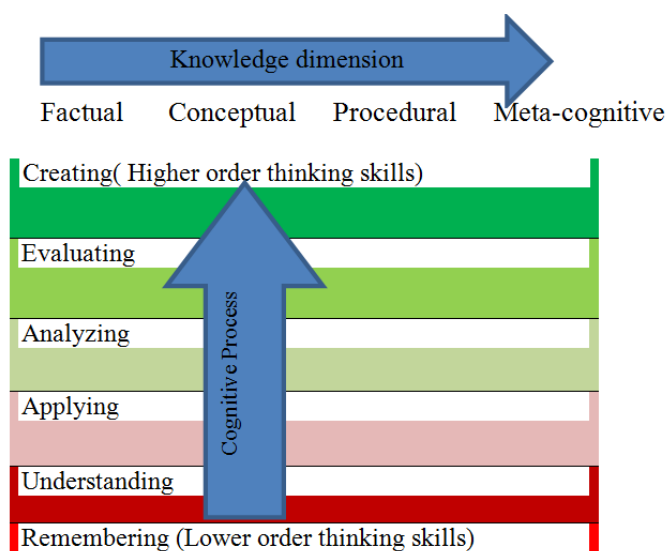 Knowledge dimension
Factual Conceptual Procedural Meta-cognitive
Creating( Higher order thinking skills)
Evaluating
Analyzing
Applying
Understanding
Remembering (Lower order thinking skills)
Cognitive Process